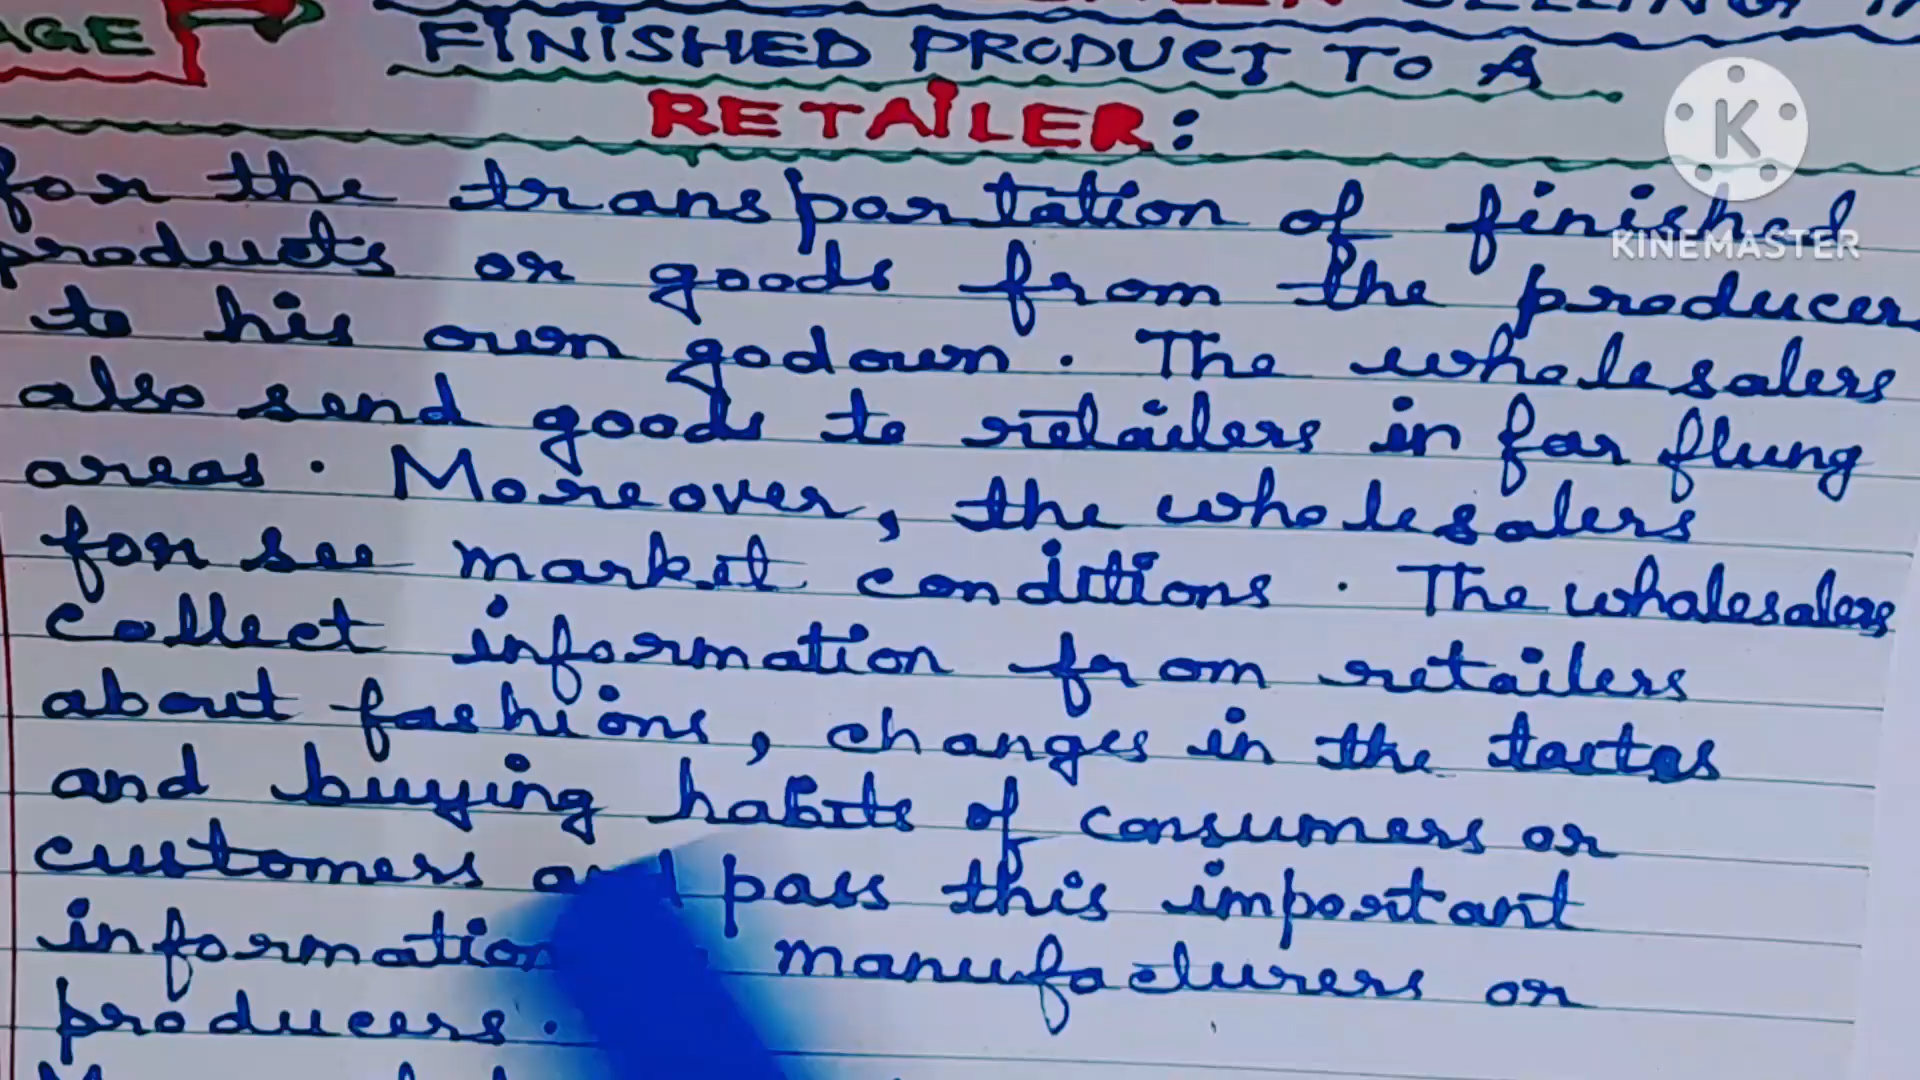 AGE
FINISHED PRODUCT TO A
RETAILER:
for the transportation of finished
products or goods from the producer
to his own godown. The wholesalers
also send goods to retailers in far flung
areas. Moreover, the wholesalers
for see market conditions. The wholesalers
collect information from retailers
about fashions, changes in the tastes
and buying habits of consumers or
customers and pass this important
information manufacturers or
producers.
K
KINEMASTER